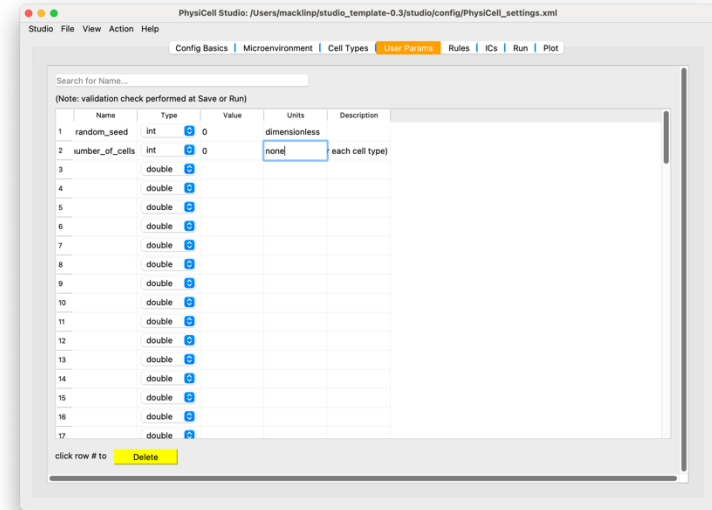 PhysiCell Studio: /Users/macklinp/studio_template-0.3/studio/config/PhysiCell_settings.xml
Studio File View Action Help
Config Basics Microenvironment Cell Types User Params Rules ICs Run Plot
Search for Name...
(Note: validation check performed at Save or Run)
Name Type Value Units Description
1 random_seed int 0 dimensionless
2 number_of_cells int 0 none each cell type)
3 double
4 double
5 double
6 double
7 double
8 double
9 double
10 double
11 double
12 double
13 double
14 double
15 double
16 double
17 double
click row # to Delete